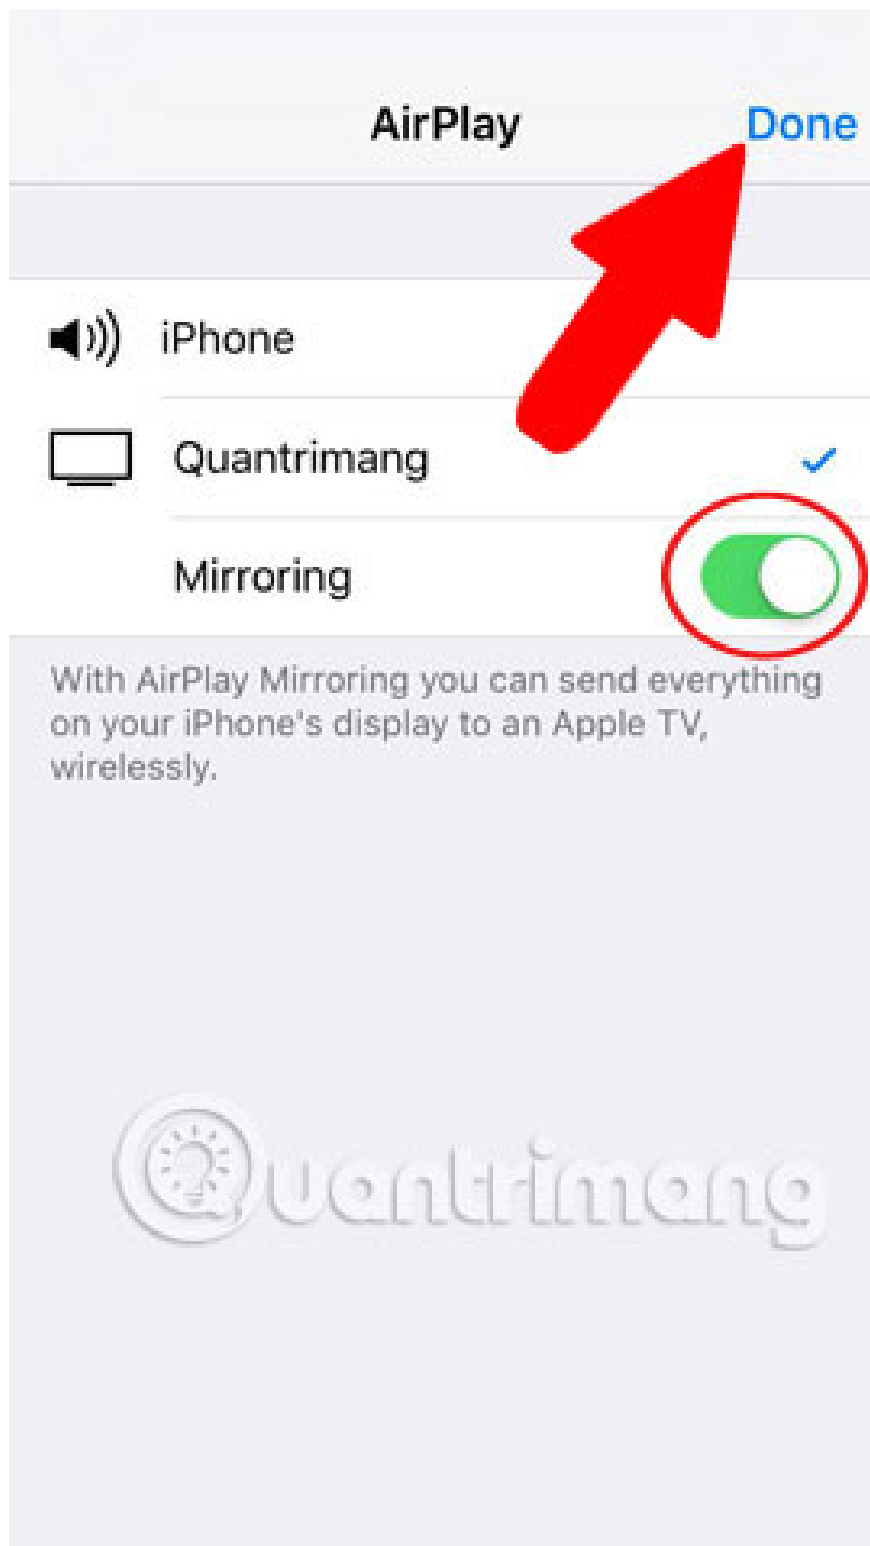 AirPlay Done
iPhone
Quantrimang
Mirroring
With AirPlay Mirroring you can send everything
on your iPhone's display to an Apple TV,
wirelessly.
Quantrimang